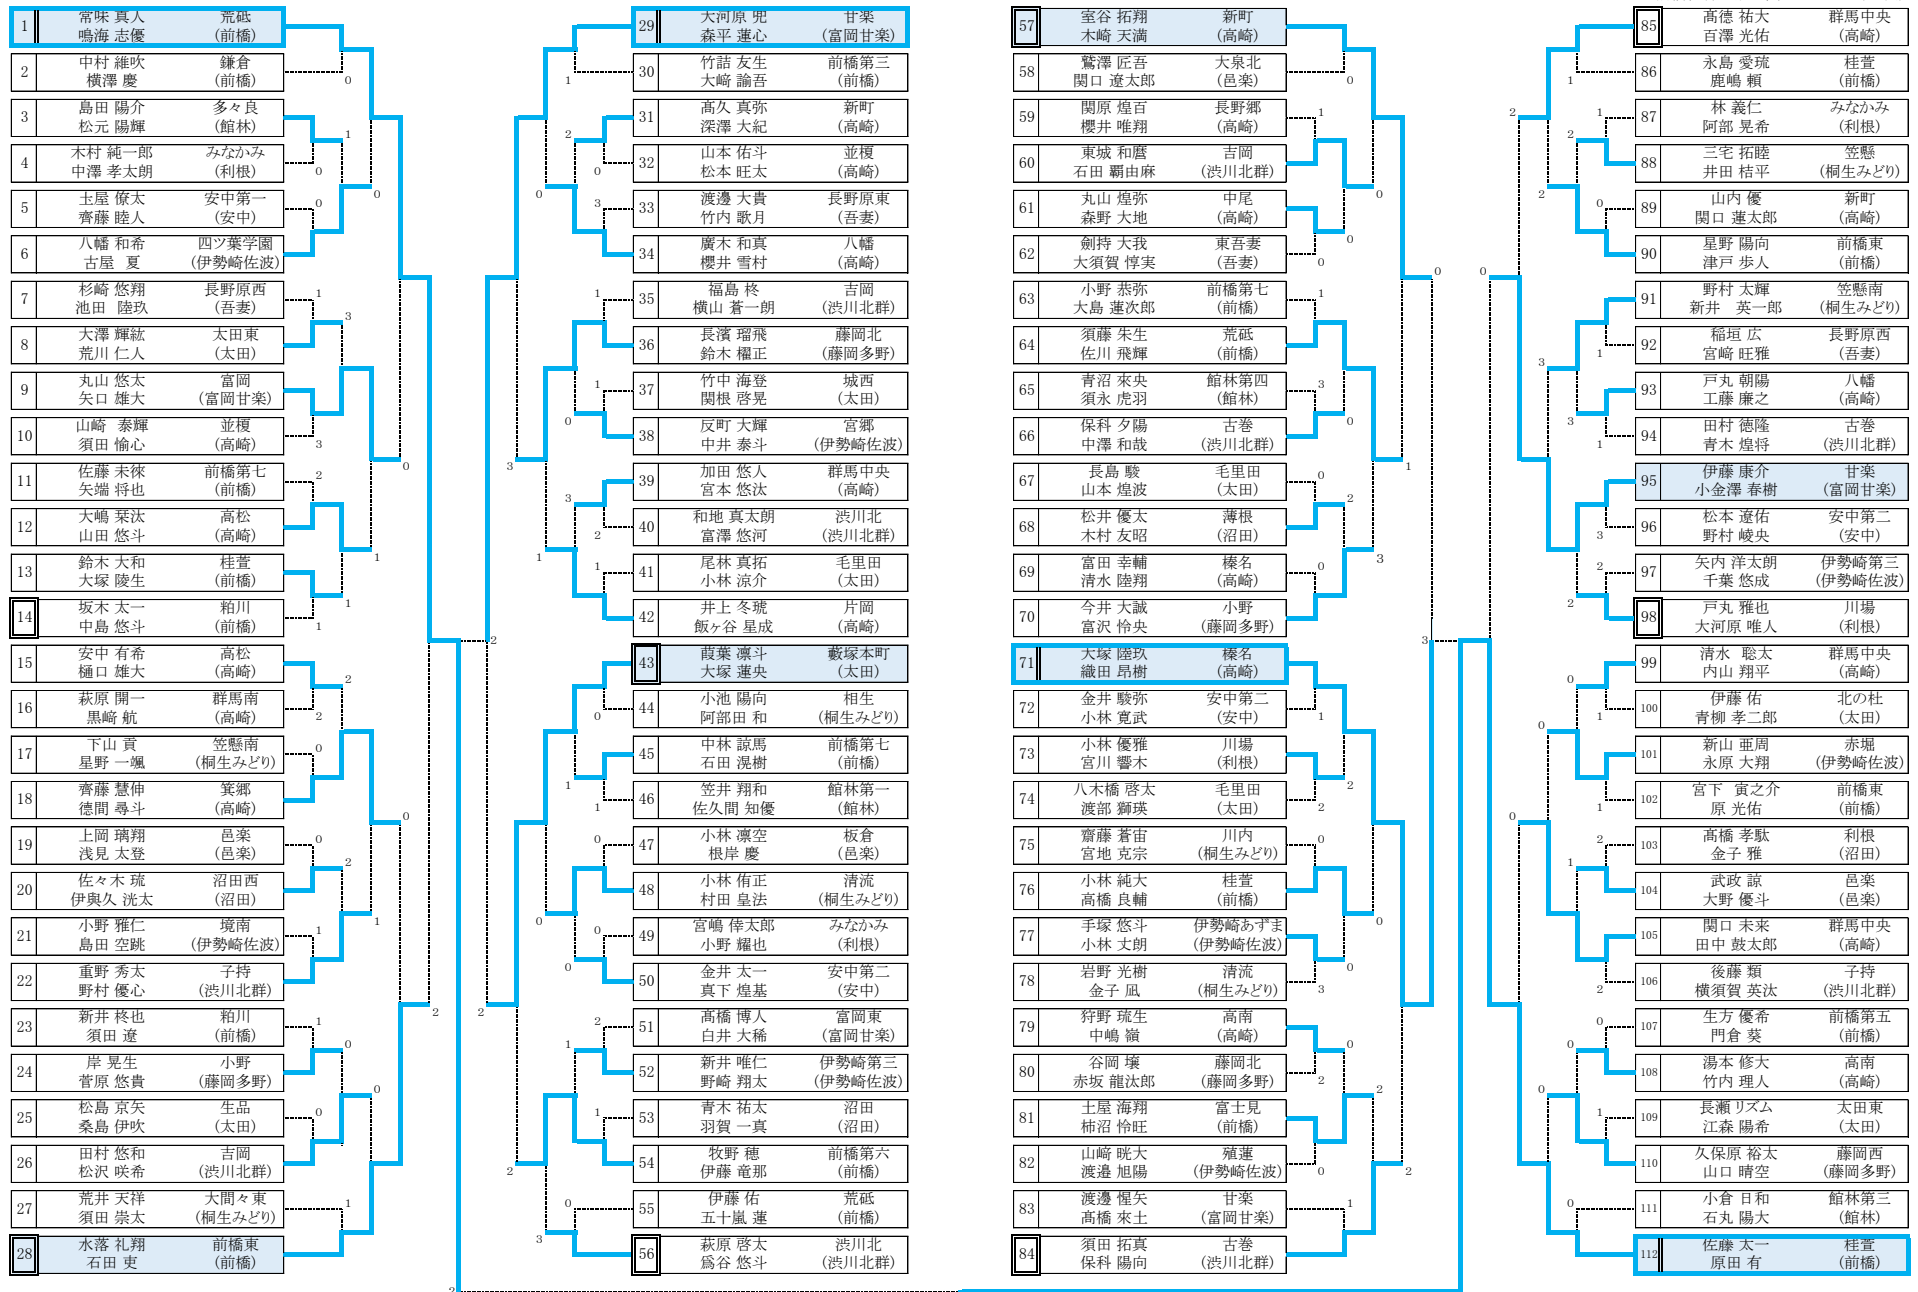 1 常味 真人 荒砥
鳴海 志優 (前橋)
2 中村 維吹 鎌倉
横澤 慶 (前橋)
3 島田 陽介 多々良
松元 陽輝 (館林)
4 木村 純一郎 みなかみ
中澤 孝太朗 (利根)
5 土屋 僚太 安中第一
齊藤 睦人 (安中)
6 八幡 和希 四ツ葉学園
古屋 夏 (伊勢崎佐波)
7 杉崎 悠翔 長野原西
池田 陸玖 (吾妻)
8 大澤 輝紘 太田東
荒川 仁人 (太田)
9 丸山 悠太 富岡
矢口 雄大 (富岡甘楽)
10 山崎 泰輝 並榎
須田 愉心 (高崎)
11 佐藤 未徠 前橋第七
矢端 将也 (前橋)
12 大嶋 栞汰 高松
山田 悠斗 (高崎)
13 鈴木 大和 桂萱
大塚 陵生 (前橋)
14 坂木 太一 粕川
中島 悠斗 (前橋)
15 安中 有希 高松
樋口 雄大 (高崎)
16 萩原 開一 群馬南
黒﨑 航 (高崎)
17 下山 貢 笠懸南
星野 一颯 (桐生みどり)
18 齊藤 慧伸 箕郷
德間 尋斗 (高崎)
19 上岡 璃翔 邑楽
浅見 太登 (邑楽)
20 佐々木 琉 沼田西
伊與久 洸太 (沼田)
21 小野 雅仁 境南
島田 空跳 (伊勢崎佐波)
22 重野 秀太 子持
野村 優心 (渋川北群)
23 新井 柊也 粕川
須田 遼 (前橋)
24 岸 晃生 小野
菅原 悠貴 (藤岡多野)
25 松島 京矢 生品
桑島 伊吹 (太田)
26 田村 悠和 吉岡
松沢 咲希 (渋川北群)
27 荒井 天祥 大間々東
須田 崇太 (桐生みどり)
28 水落 礼翔 前橋東
石田 吏 (前橋)
29 大河原 兜 甘楽
森平 蓮心 (富岡甘楽)
30 竹詰 友生 前橋第三
大﨑 諭吾 (前橋)
31 髙久 真弥 新町
深澤 大紀 (高崎)
32 山本 佑斗 並榎
松本 旺太 (高崎)
33 渡邊 大貴 長野原東
竹内 歌月 (吾妻)
34 廣木 和真 八幡
櫻井 雪村 (高崎)
35 福島 柊 吉岡
横山 蒼一朗 (渋川北群)
36 長濱 瑠飛 藤岡北
鈴木 櫂正 (藤岡多野)
37 竹中 海登 城西
関根 啓晃 (太田)
38 反町 大輝 宮郷
中井 泰斗 (伊勢崎佐波)
39 加田 悠人 群馬中央
宮本 悠汰 (高崎)
40 和地 真太朗 渋川北
富澤 悠河 (渋川北群)
41 尾林 真拓 毛里田
小林 涼介 (太田)
42 井上 冬琥 片岡
飯ヶ谷 星成 (高崎)
43 葭葉 凛斗 藪塚本町
大塚 蓮央 (太田)
44 小池 陽向 相生
阿部田 和 (桐生みどり)
45 中林 諒馬 前橋第七
石田 滉樹 (前橋)
46 笠井 翔和 館林第一
佐久間 知優 (館林)
47 小林 凛空 板倉
根岸 慶 (邑楽)
48 小林 侑正 清流
村田 皇法 (桐生みどり)
49 宮嶋 倖太郎 みなかみ
小野 耀也 (利根)
50 金井 太一 安中第二
真下 煌基 (安中)
51 髙橋 博人 富岡東
白井 大稀 (富岡甘楽)
52 新井 唯仁 伊勢崎第三
野崎 翔太 (伊勢崎佐波)
53 青木 祐太 沼田
羽賀 一真 (沼田)
54 牧野 穂 前橋第六
伊藤 竜那 (前橋)
55 伊藤 佑 荒砥
五十嵐 蓮 (前橋)
56 萩原 啓太 渋川北
爲谷 悠斗 (渋川北群)
57 室谷 拓翔 新町
木崎 天満 (高崎)
58 鷲澤 匠吾 大泉北
関口 遼太郎 (邑楽)
59 関原 煌百 長野郷
櫻井 唯翔 (高崎)
60 東城 和麿 吉岡
石田 覇由麻 (渋川北群)
61 丸山 煌弥 中尾
森野 大地 (高崎)
62 劍持 大我 東吾妻
大須賀 惇実 (吾妻)
63 小野 恭弥 前橋第七
大島 蓮次郎 (前橋)
64 須藤 朱生 荒砥
佐川 飛輝 (前橋)
65 青沼 來央 館林第四
須永 虎羽 (館林)
66 保科 夕陽 古巻
中澤 和哉 (渋川北群)
67 長島 駿 毛里田
山本 煌波 (太田)
68 松井 優太 薄根
木村 友昭 (沼田)
69 富田 幸輔 榛名
清水 陸翔 (高崎)
70 今井 大誠 小野
富沢 怜央 (藤岡多野)
71 大塚 陸玖 榛名
織田 昂樹 (高崎)
72 金井 駿弥 安中第二
小林 寛武 (安中)
73 小林 優雅 川場
宮川 響木 (利根)
74 八木橋 啓太 毛里田
渡部 獅瑛 (太田)
75 齋藤 蒼宙 川内
宮地 克宗 (桐生みどり)
76 小林 純大 桂萱
高橋 良輔 (前橋)
77 手塚 悠斗 伊勢崎あずま
小林 丈朗 (伊勢崎佐波)
78 岩野 光樹 清流
金子 凪 (桐生みどり)
79 狩野 琉生 高南
中嶋 嶺 (高崎)
80 谷岡 壌 藤岡北
赤坂 龍汰郎 (藤岡多野)
81 土屋 海翔 富士見
柿沼 怜旺 (前橋)
82 山﨑 晄大 殖蓮
渡邉 旭陽 (伊勢崎佐波)
83 渡邊 惺矢 甘楽
髙橋 來土 (富岡甘楽)
84 須田 拓真 古巻
保科 陽向 (渋川北群)
85 髙德 祐大 群馬中央
百澤 光佑 (高崎)
86 永島 愛琉 桂萱
鹿嶋 頼 (前橋)
87 林 義仁 みなかみ
阿部 晃希 (利根)
88 三宅 拓睦 笠懸
井田 桔平 (桐生みどり)
89 山内 優 新町
関口 蓮太郎 (高崎)
90 星野 陽向 前橋東
津戸 歩人 (前橋)
91 野村 太輝 笠懸南
新井 英一郎 (桐生みどり)
92 稲垣 広 長野原西
宮﨑 旺雅 (吾妻)
93 戸丸 朝陽 八幡
工藤 廉之 (高崎)
94 田村 徳隆 古巻
青木 煌将 (渋川北群)
95 伊藤 康介 甘楽
小金澤 春樹 (富岡甘楽)
96 松本 遼佑 安中第二
野村 崚央 (安中)
97 矢内 洋太朗 伊勢崎第三
千葉 悠成 (伊勢崎佐波)
98 戸丸 雅也 川場
大河原 唯人 (利根)
99 清水 聡太 群馬中央
内山 翔平 (高崎)
100 伊藤 佑 北の杜
青柳 孝二郎 (太田)
101 新山 亜周 赤堀
永原 大翔 (伊勢崎佐波)
102 宮下 寅之介 前橋東
原 光佑 (前橋)
103 髙橋 孝駄 利根
金子 雅 (沼田)
104 武政 諒 邑楽
大野 優斗 (邑楽)
105 関口 未来 群馬中央
田中 鼓太郎 (高崎)
106 後藤 類 子持
横須賀 英汰 (渋川北群)
107 生方 優希 前橋第五
門倉 葵 (前橋)
108 湯本 修大 高南
竹内 理人 (高崎)
109 長瀬 リズム 太田東
江森 陽希 (太田)
110 久保原 裕太 藤岡西
山口 晴空 (藤岡多野)
111 小倉 日和 館林第三
石丸 陽大 (館林)
112 佐藤 太一 桂萱
原田 有 (前橋)